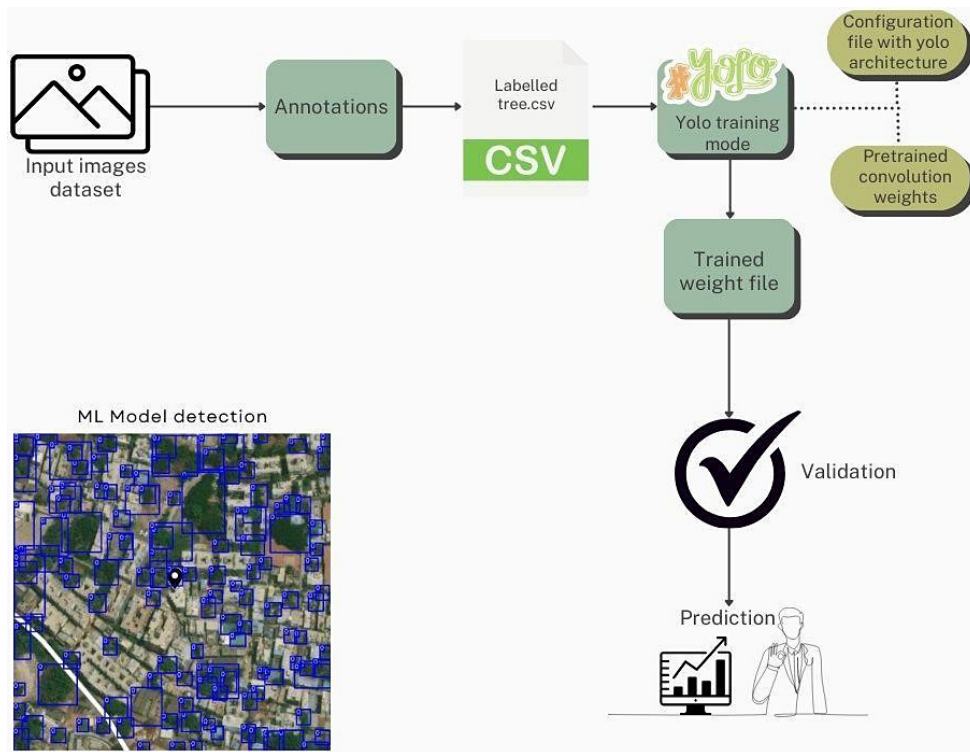 Input images
dataset
Annotations
Labelled
tree.csv
CSV
yolo
Yolo training
mode
Configuration
file with yolo
architecture
Pretrained
convolution
weights
Trained
weight file
Validation
Prediction
ML Model detection